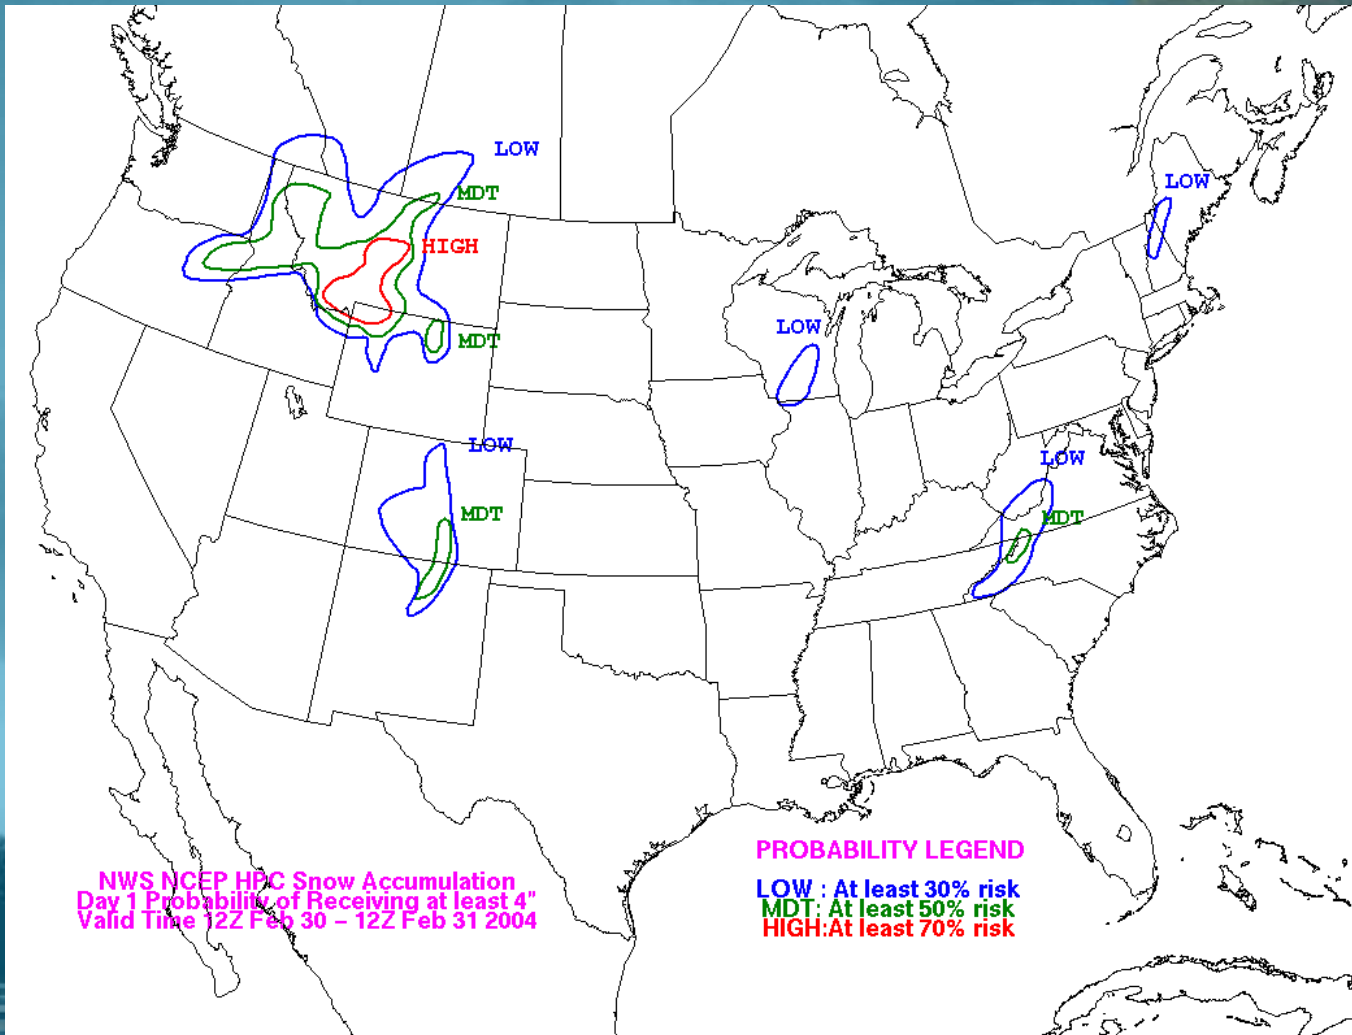 LOW
MDT
HIGH
LOW
MDT
LOW
LOW
MDT
LOW
MDT
LOW
PROBABILITY LEGEND
LOW : At least 30% risk
MDT: At least 50% risk
HIGH:At least 70% risk
NWS NCEP HPC Snow Accumulation
Day 1 Probability of Receiving at least 4"
Valid Time 12Z Feb 30 – 12Z Feb 31 2004